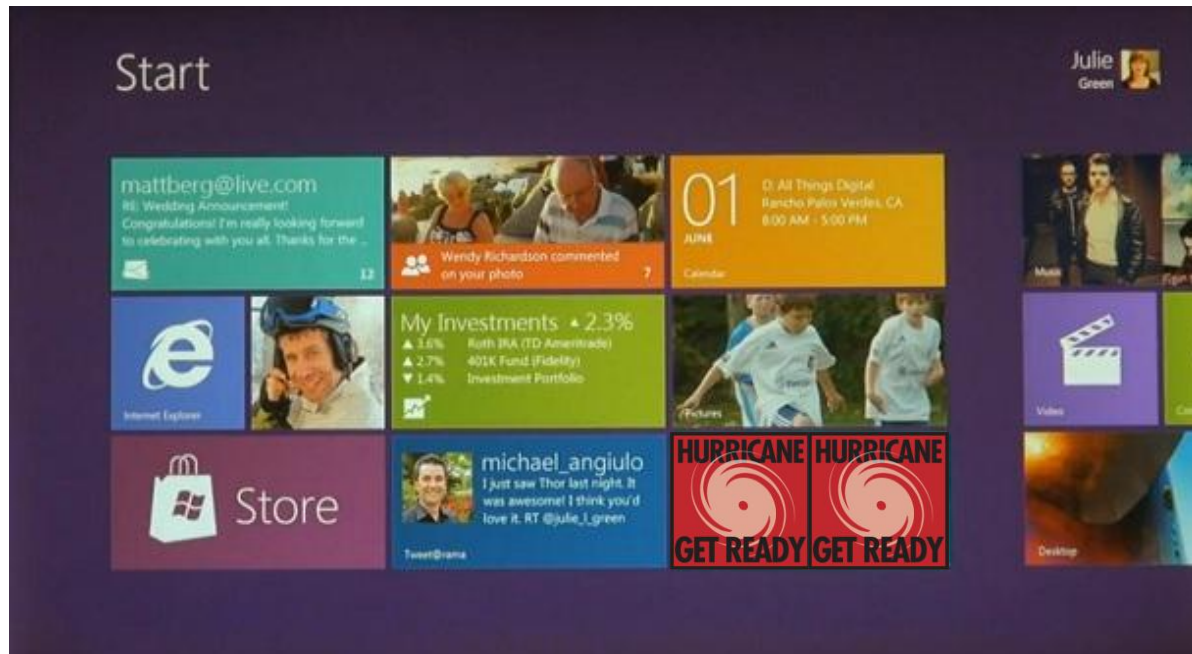 Start
Julie
Green
mattberg@live.com
RE: Wedding Announcement!
Congratulations! I'm really looking forward
to celebrating with you all. Thanks for the ...
12
Wendy Richardson commented
on your photo
7
01
JUNE
D: All Things Digital
Rancho Palos Verdes, CA
8:00 AM - 5:00 PM
Calendar
Music
Internet Explorer
My Investments ▲ 2.3%
▲ 3.6% Roth IRA (TD Ameritrade)
▲ 2.7% 401K Fund (Fidelity)
▼ 1.4% Investment Portfolio
Pictures
Video
Store
michael_angiulo
I just saw Thor last night. It
was awesome! I think you'd
love it. RT @julie_l_green
Tweet@rama
HURRICANE
GET READY
HURRICANE
GET READY
Desktop